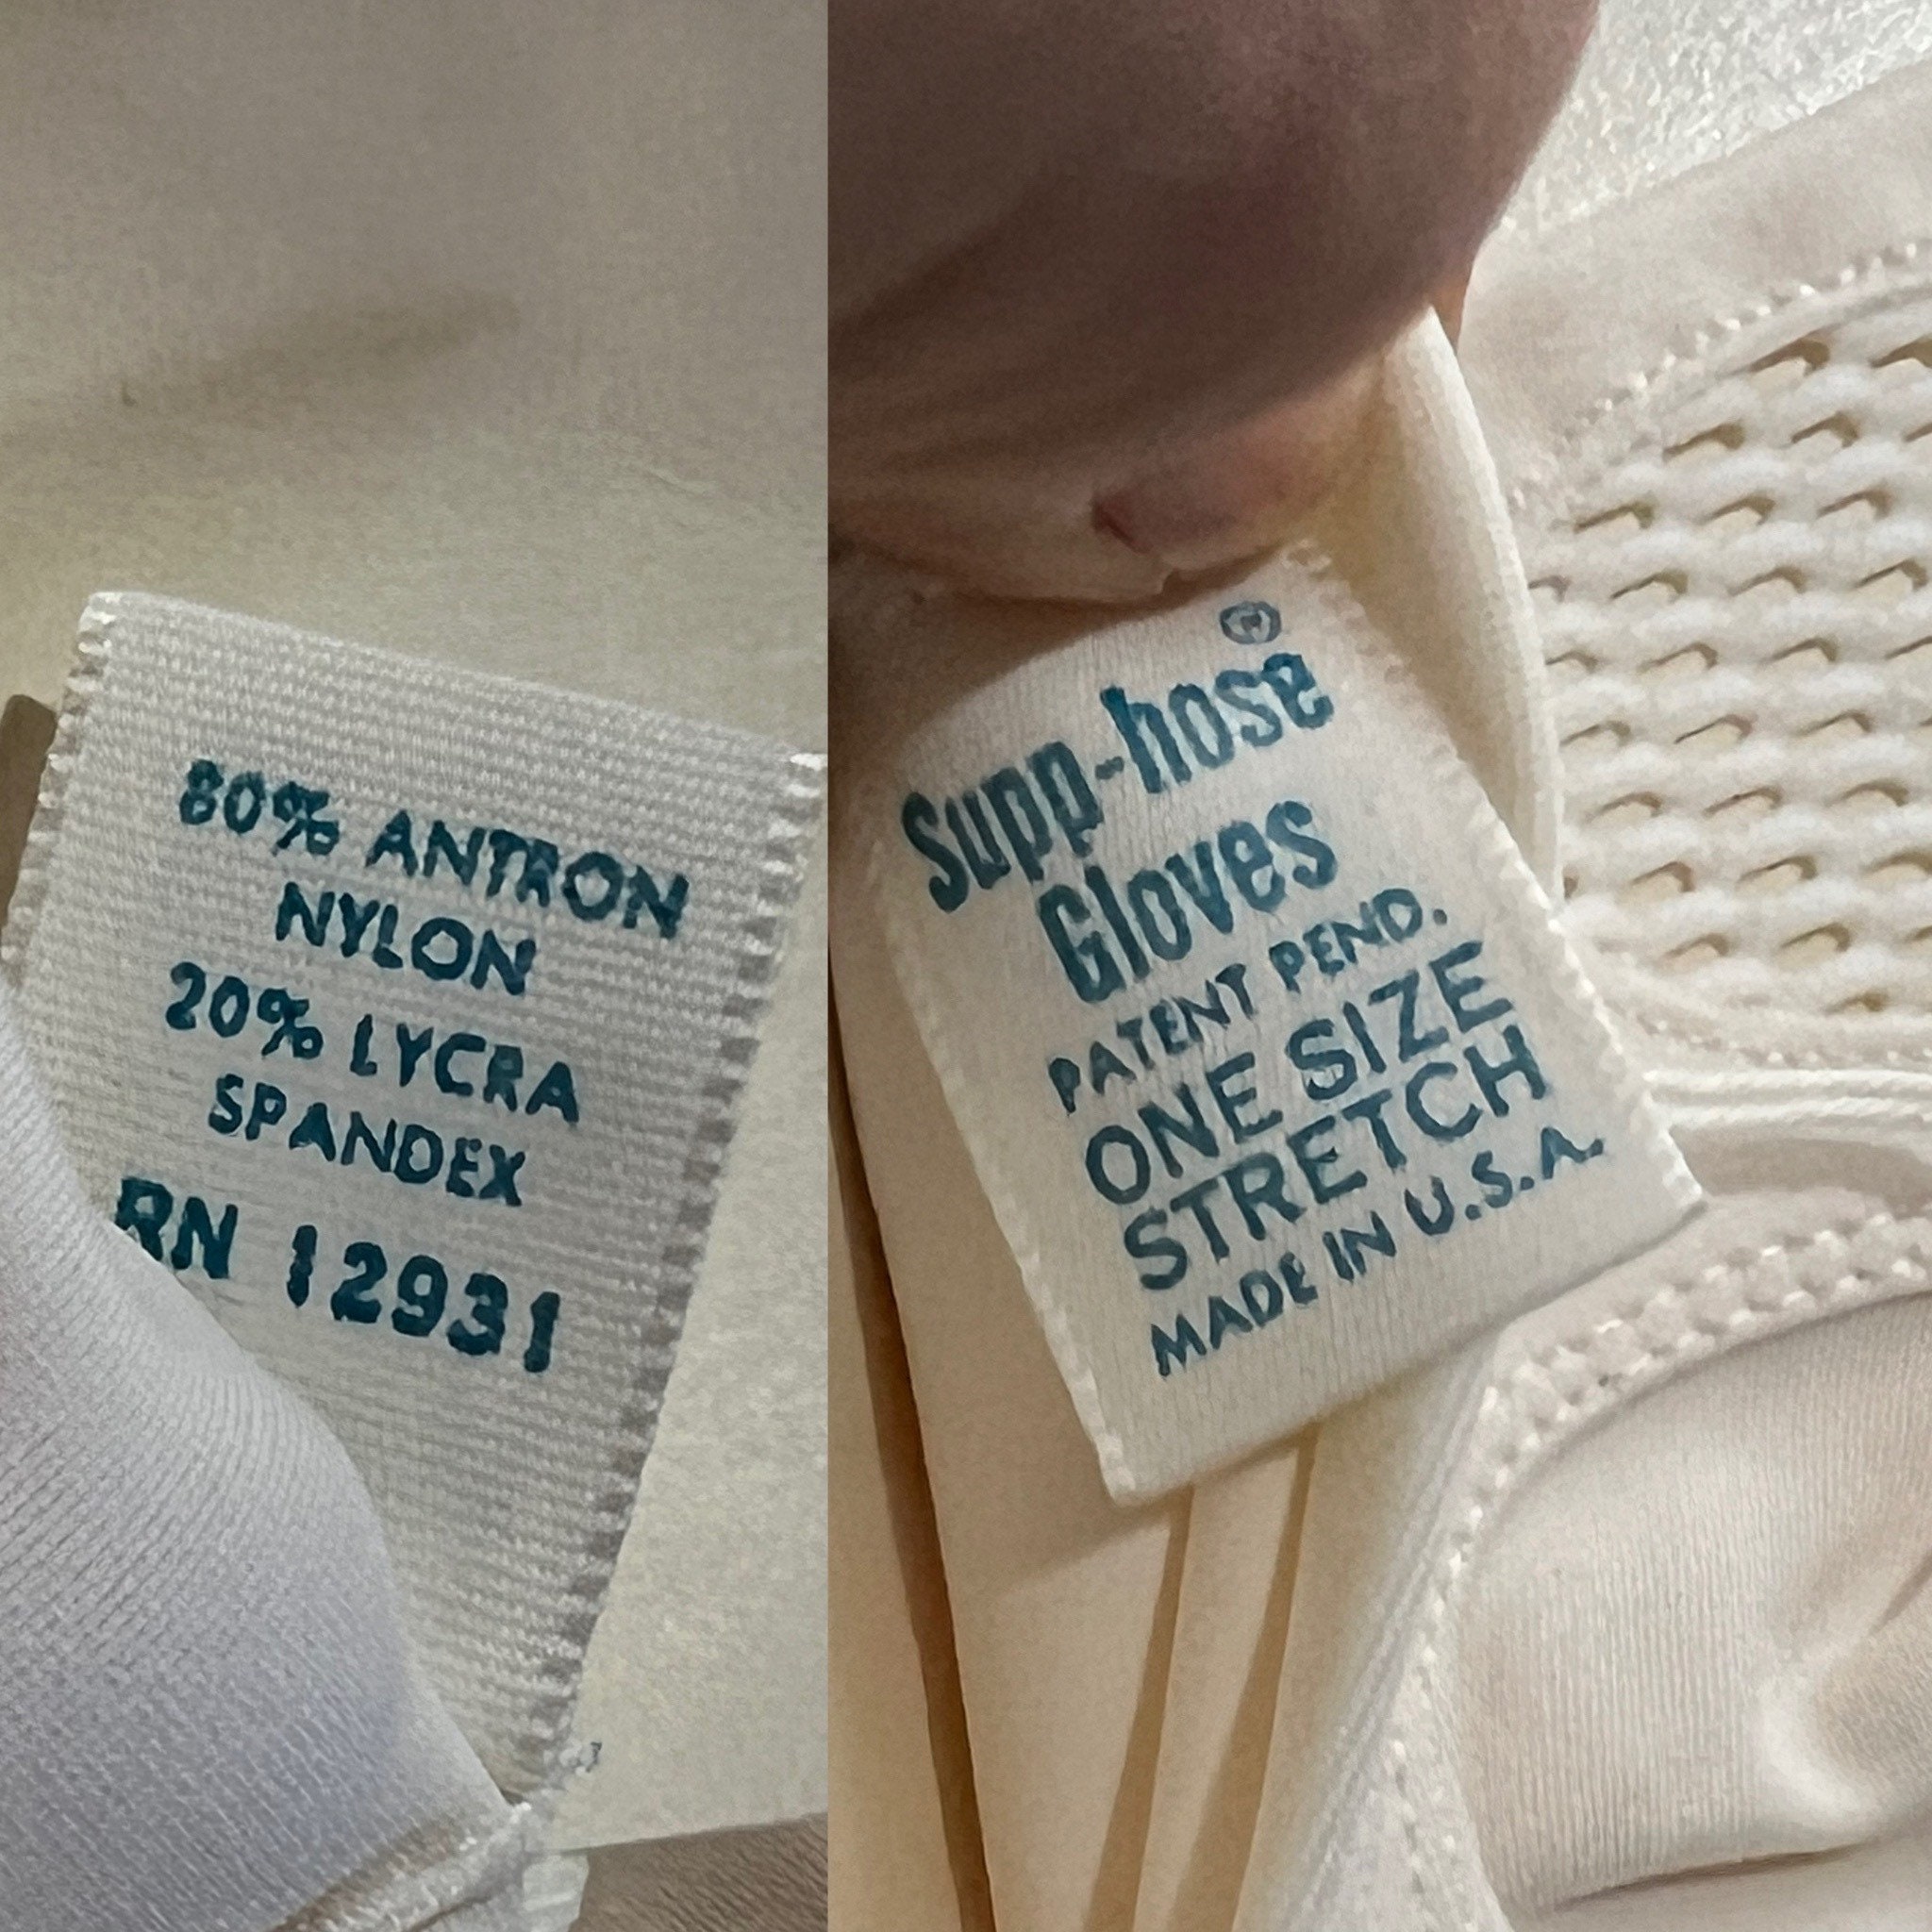 80% ANTRON
NYLON
20% LYCRA
SPANDEX
RN 12931
Supp-hose®
Gloves
PATENT PEND.
ONE SIZE
STRETCH
MADE IN U.S.A.